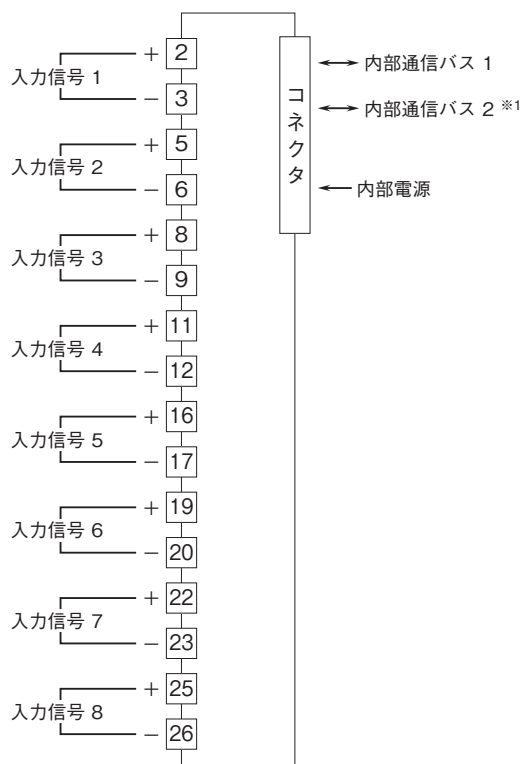 入力信号 1
+ 2
− 3
入力信号 2
+ 5
− 6
入力信号 3
+ 8
− 9
入力信号 4
+ 11
− 12
入力信号 5
+ 16
− 17
入力信号 6
+ 19
− 20
入力信号 7
+ 22
− 23
入力信号 8
+ 25
− 26
コネクタ
内部通信バス 1
内部通信バス 2 ※1
内部電源